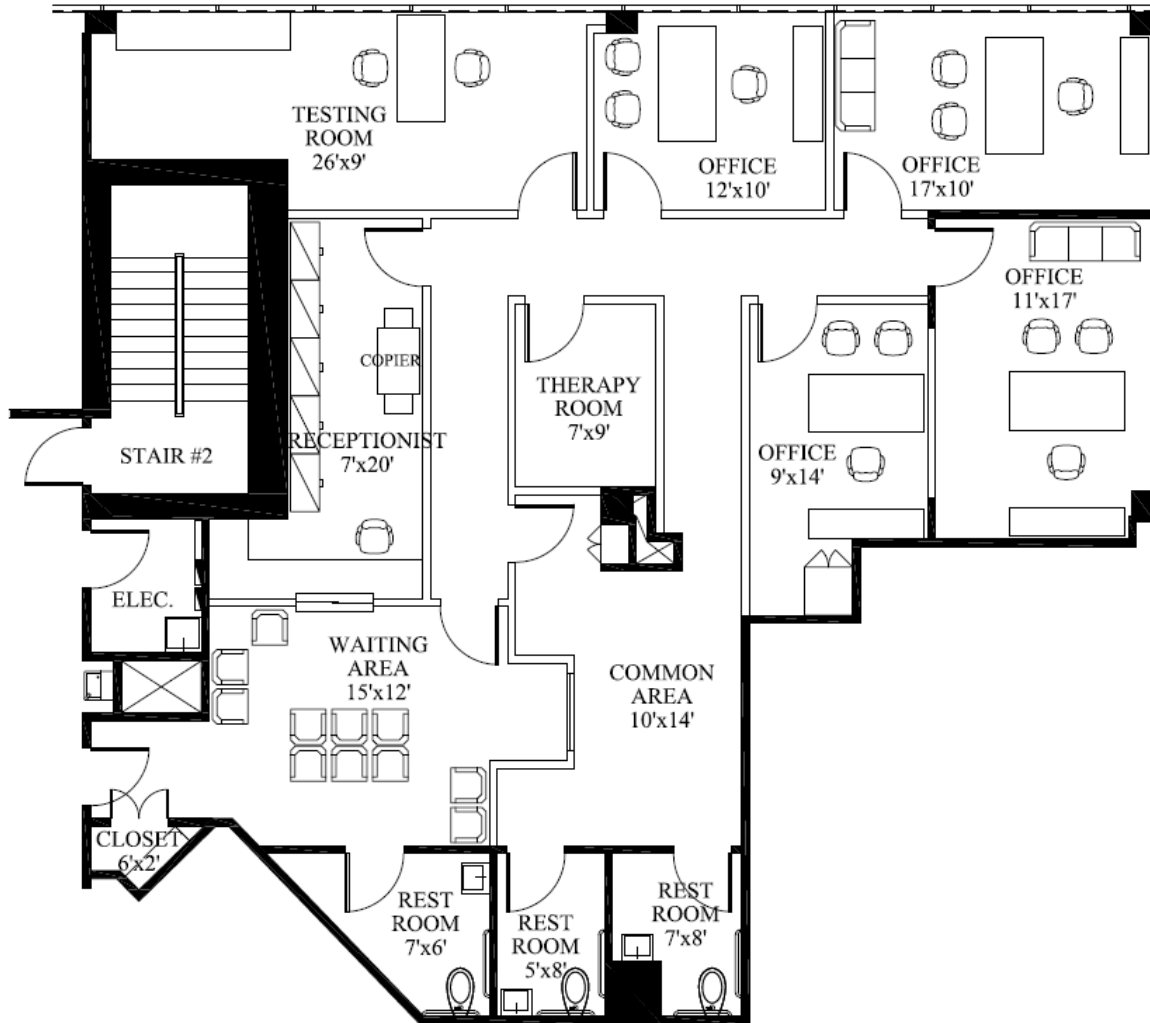 TESTING
ROOM
26'x9'
OFFICE
12'x10'
OFFICE
17'x10'
OFFICE
11'x17'
COPIER
THERAPY
ROOM
7'x9'
RECEPTIONIST
7'x20'
STAIR #2
OFFICE
9'x14'
ELEC.
WAITING
AREA
15'x12'
COMMON
AREA
10'x14'
CLOSET
6'x2'
REST
ROOM
7'x6'
REST
ROOM
5'x8'
REST
ROOM
7'x8'